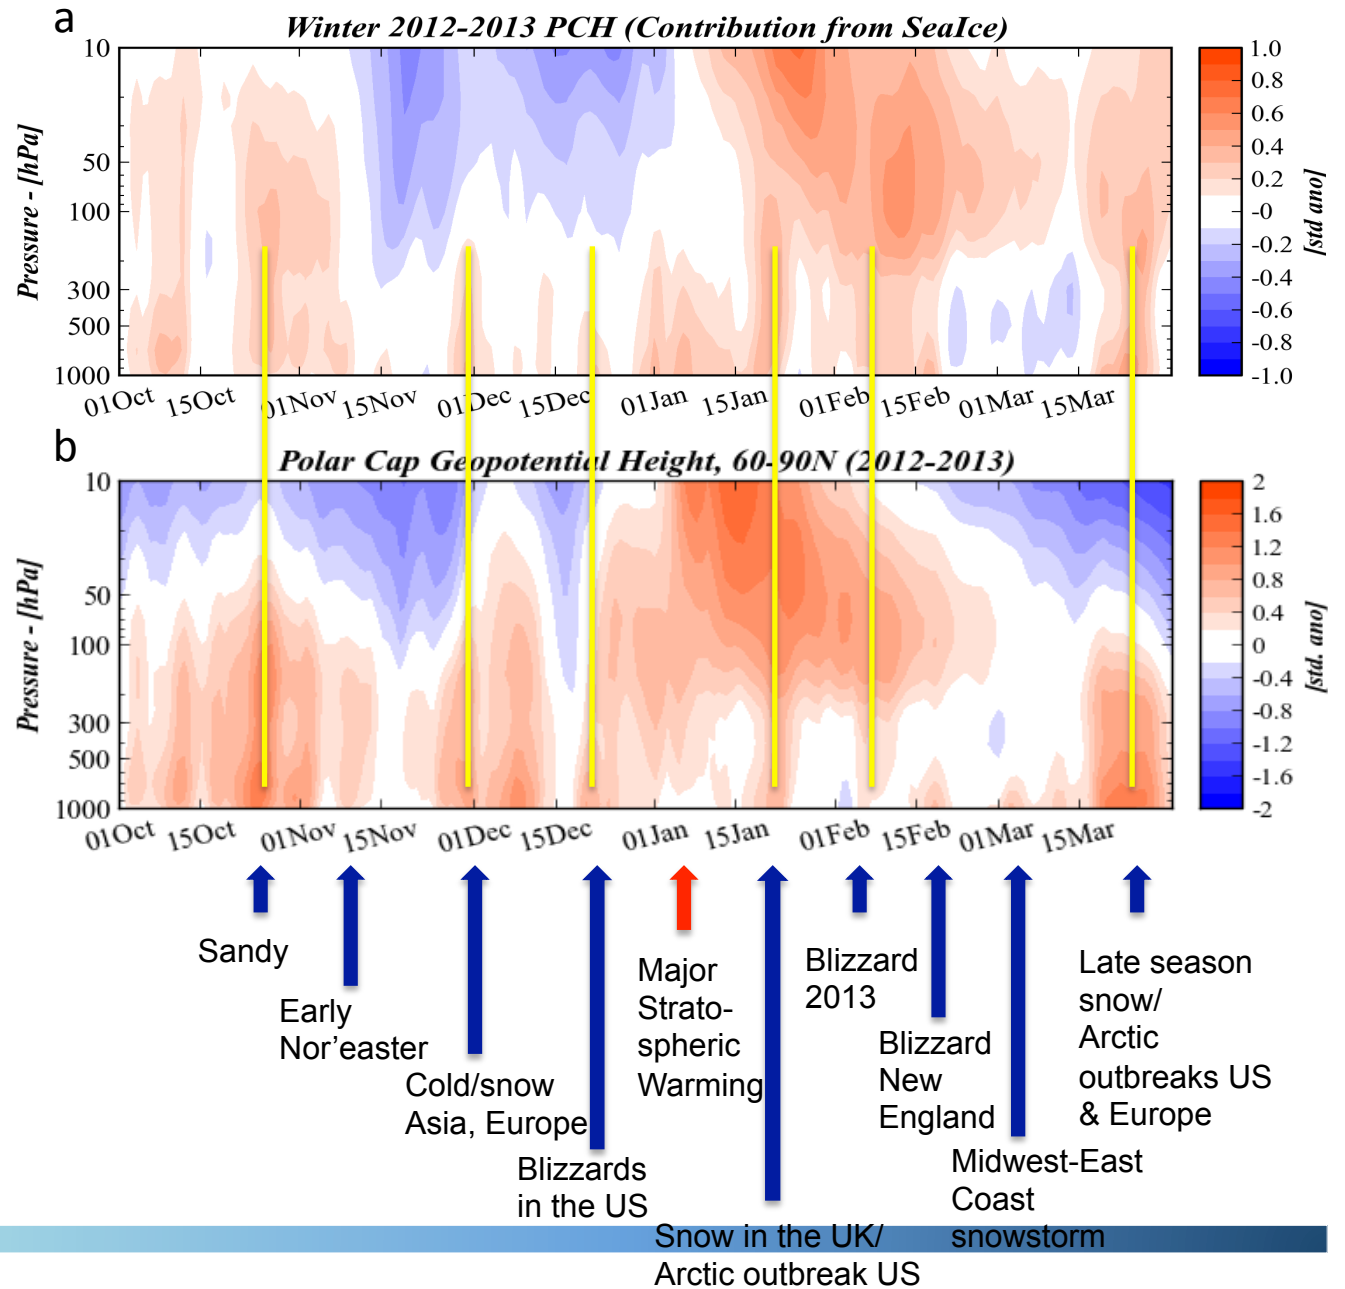 a
Winter 2012-2013 PCH (Contribution from SeaIce)
Pressure - [hPa]
10
50
100
300
500
1000
01Oct 15Oct 01Nov 15Nov 01Dec 15Dec 01Jan 15Jan 01Feb 15Feb 01Mar 15Mar
1.0
0.8
0.6
0.4
0.2
-0
-0.2
-0.4
-0.6
-0.8
-1.0
[std ano]
b
Polar Cap Geopotential Height, 60-90N (2012-2013)
Pressure - [hPa]
10
50
100
300
500
1000
01Oct 15Oct 01Nov 15Nov 01Dec 15Dec 01Jan 15Jan 01Feb 15Feb 01Mar 15Mar
2
1.6
1.2
0.8
0.4
0
-0.4
-0.8
-1.2
-1.6
-2
[std. ano]
Sandy
Early
Nor'easter
Cold/snow
Asia, Europe
Blizzards
in the US
Major
Strato-
spheric
Warming
Snow in the UK/
Arctic outbreak US
Blizzard
2013
Blizzard
New
England
Midwest-East
Coast
snowstorm
Late season
snow/
Arctic
outbreaks US
& Europe